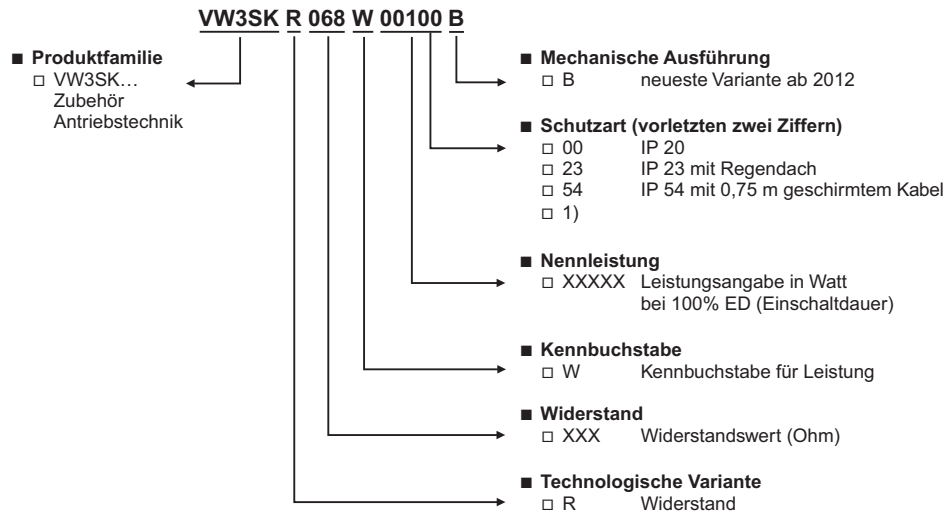 VW3SK R 068 W 00100 B
■ Produktfamilie
□ VW3SK…
Zubehör
Antriebstechnik
■ Mechanische Ausführung
□ B neueste Variante ab 2012
■ Schutzart (vorletzten zwei Ziffern)
□ 00 IP 20
□ 23 IP 23 mit Regendach
□ 54 IP 54 mit 0,75 m geschirmtem Kabel
□ 1)
■ Nennleistung
□ XXXXX Leistungsangabe in Watt
bei 100% ED (Einschaltdauer)
■ Kennbuchstabe
□ W Kennbuchstabe für Leistung
■ Widerstand
□ XXX Widerstandswert (Ohm)
■ Technologische Variante
□ R Widerstand